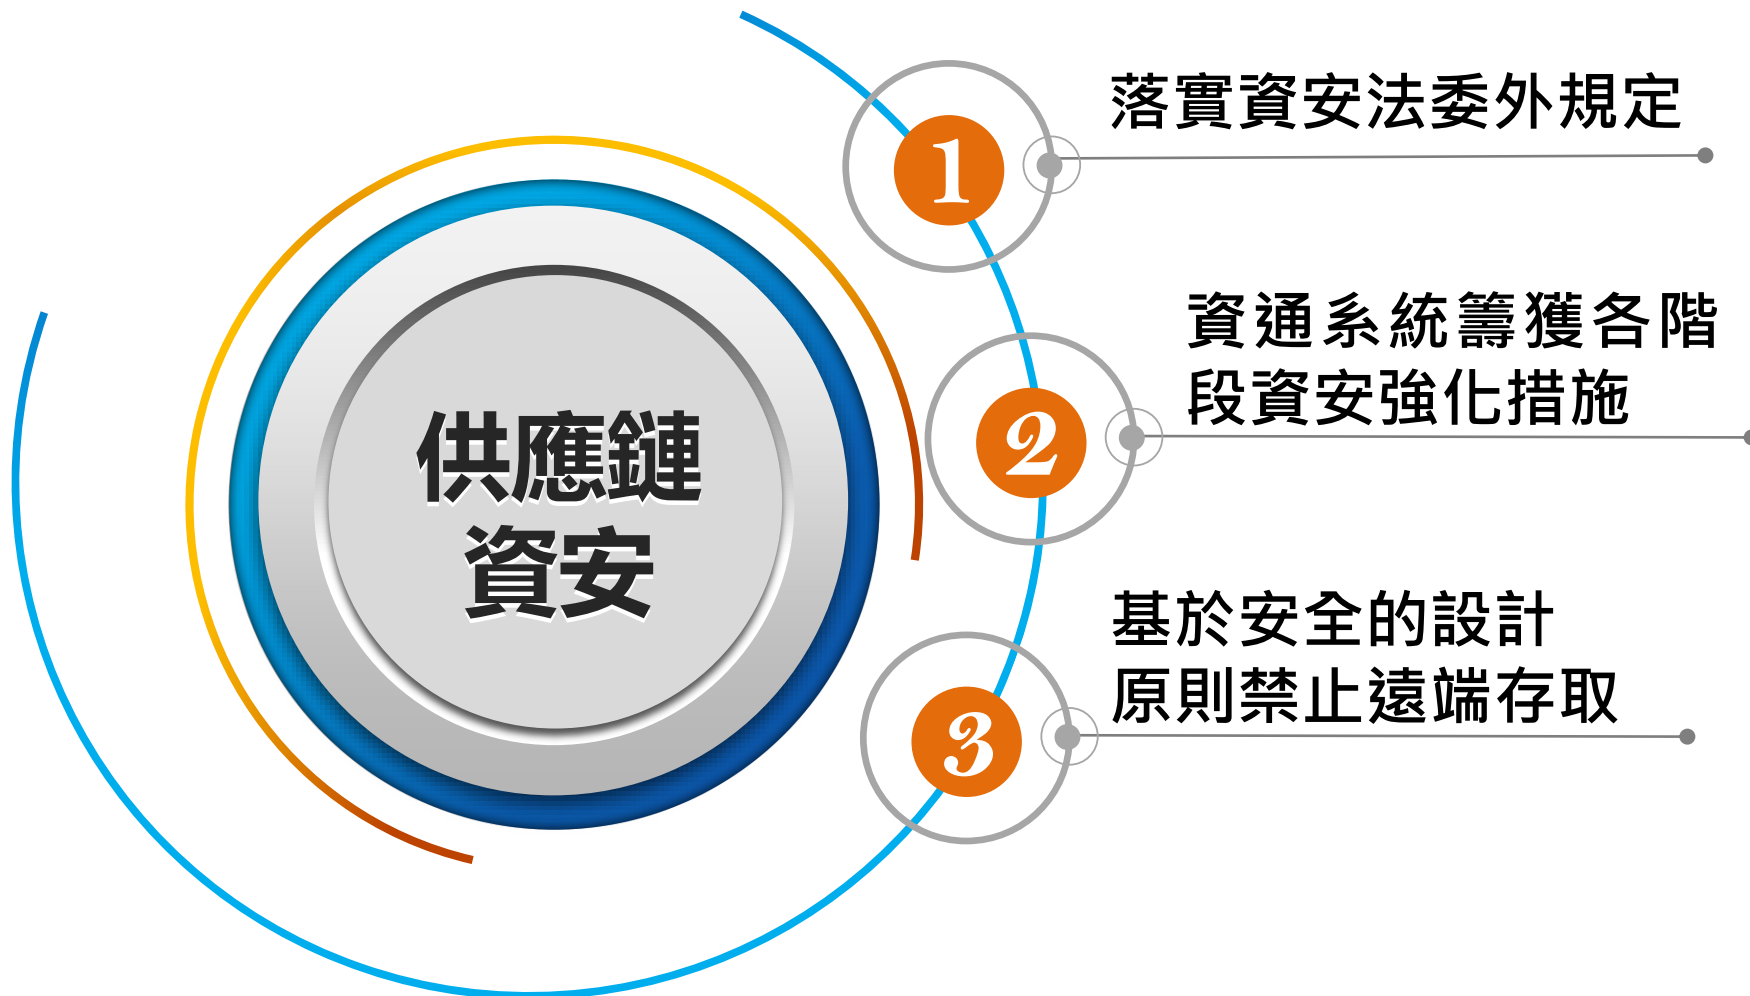 供應鏈
資安
1
落實資安法委外規定
2
資通系統籌獲各階
段資安強化措施
3
基於安全的設計
原則禁止遠端存取